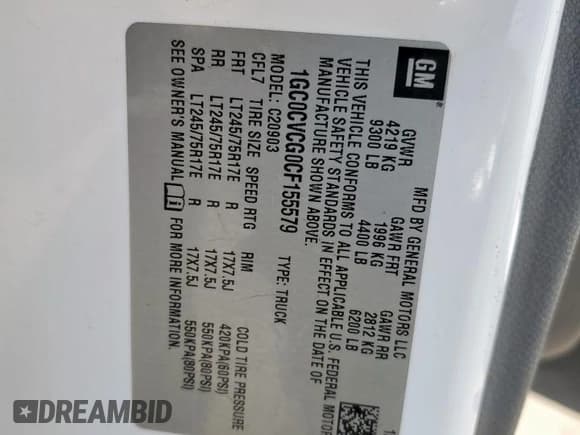 GM®
MFD BY GENERAL MOTORS LLC
GVWR GAWR FRT GAWR RR
4219 KG 1996 KG 2812 KG
9300 LB 4400 LB 6200 LB
THIS VEHICLE CONFORMS TO ALL APPLICABLE U.S. FEDERAL MOTOR
VEHICLE SAFETY STANDARDS IN EFFECT ON THE DATE OF
MANUFACTURE SHOWN ABOVE.
1GC0CVCG0CF155579 TYPE: TRUCK
C20903
CFL7 TIRE SIZE SPEED RTG RIM COLD TIRE PRESSURE
FRT LT245/75R17E R 17X7.5J 420KPA(60PSI)
RR LT245/75R17E R 17X7.5J 550KPA(80PSI)
SPA LT245/75R17E R 17X7.5J 550KPA(80PSI)
SEE OWNER'S MANUAL FOR MORE INFORMATION.
DREAMBID